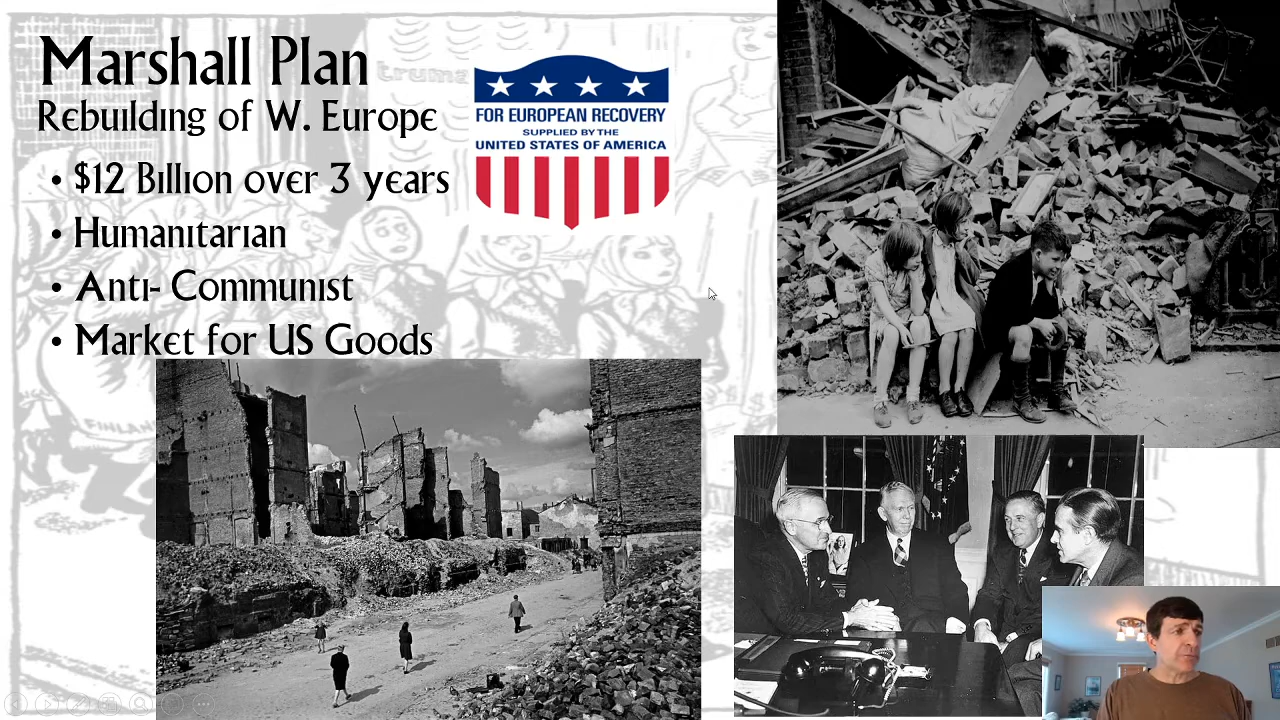 Marshall Plan
Rebuilding of W. Europe
• $12 Billion over 3 years
• Humanitarian
• Anti- Communist
• Market for US Goods
FOR EUROPEAN RECOVERY
SUPPLIED BY THE
UNITED STATES OF AMERICA
FINLAND